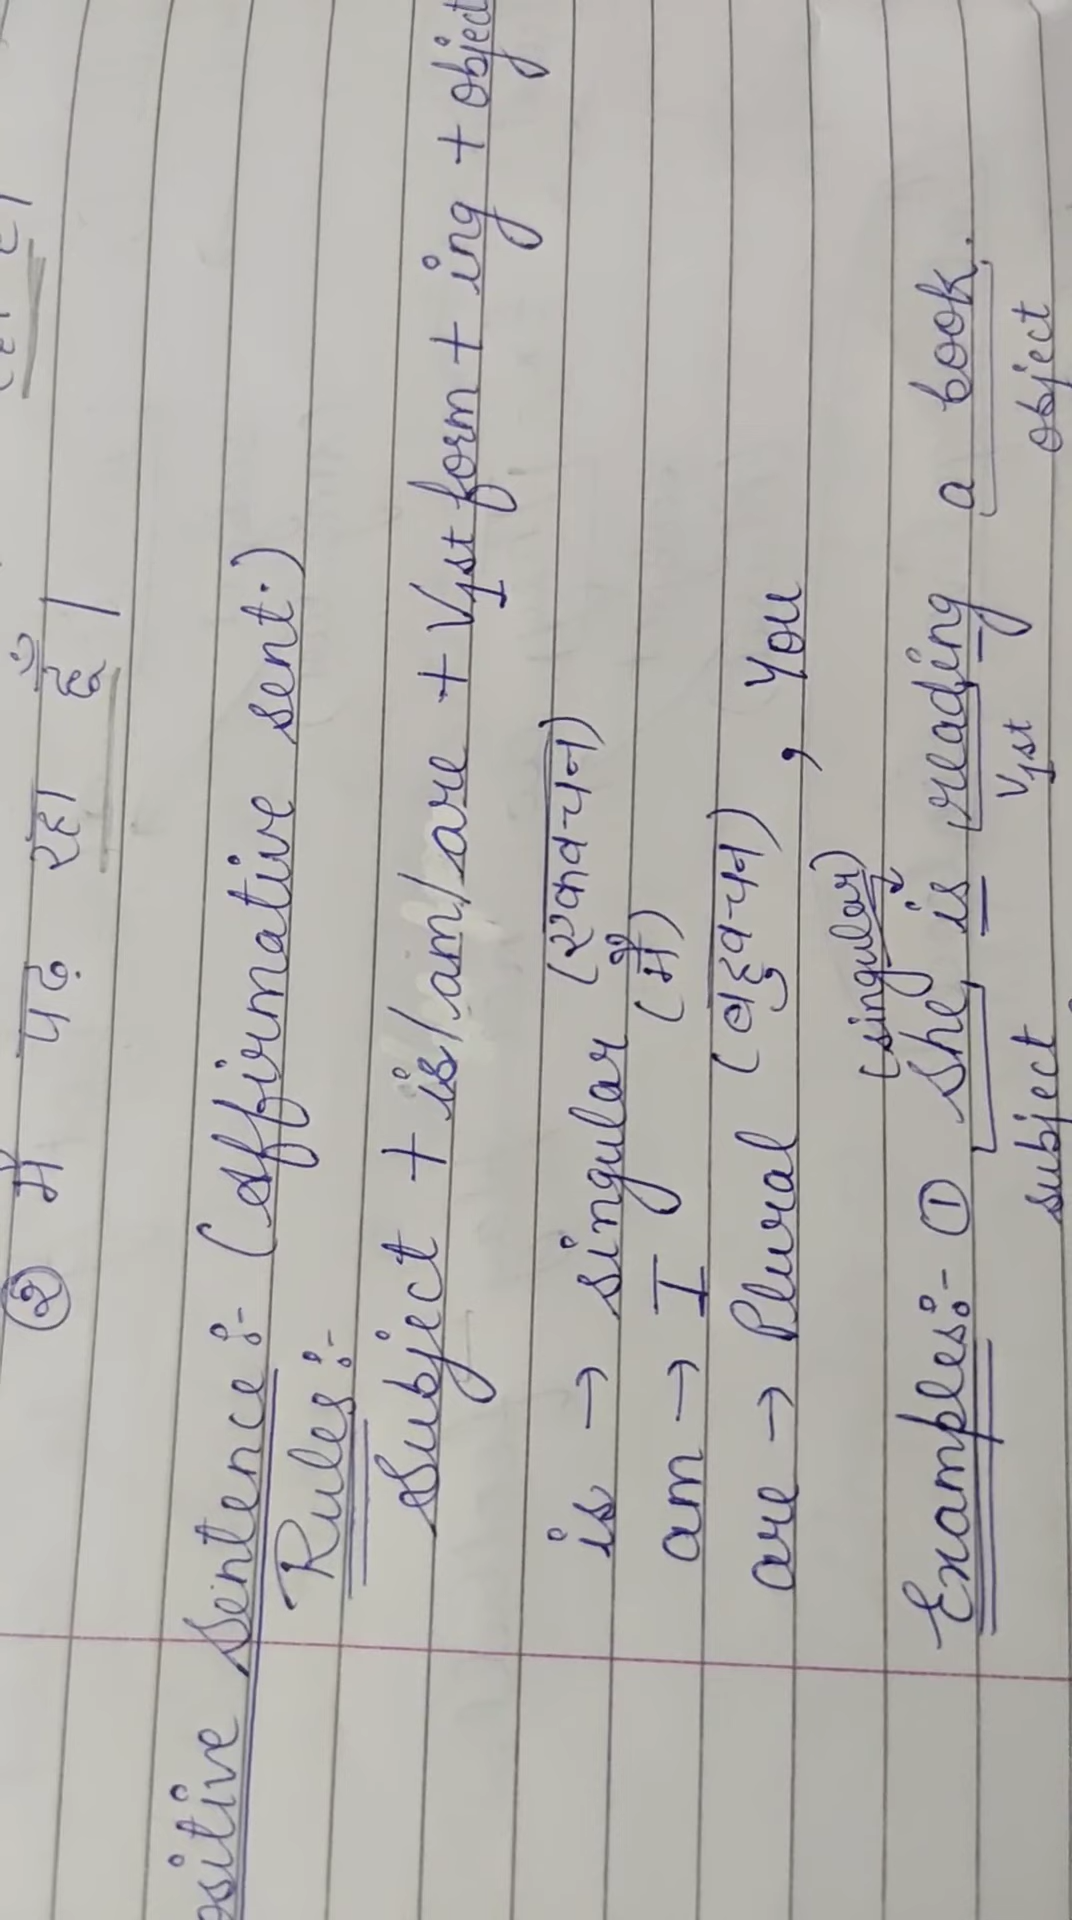 ② मैं पढ़ रहा हूँ।
ositive Sentence :- (Affirmative sent.)
Rules :-
Subject + is/am/are + V1st form + ing + object
is → singular (एकवचन)
am → I (मैं)
are → Plural (बहुवचन), You
(singular)
Examples :- ① She is reading a book.
subject V1st object